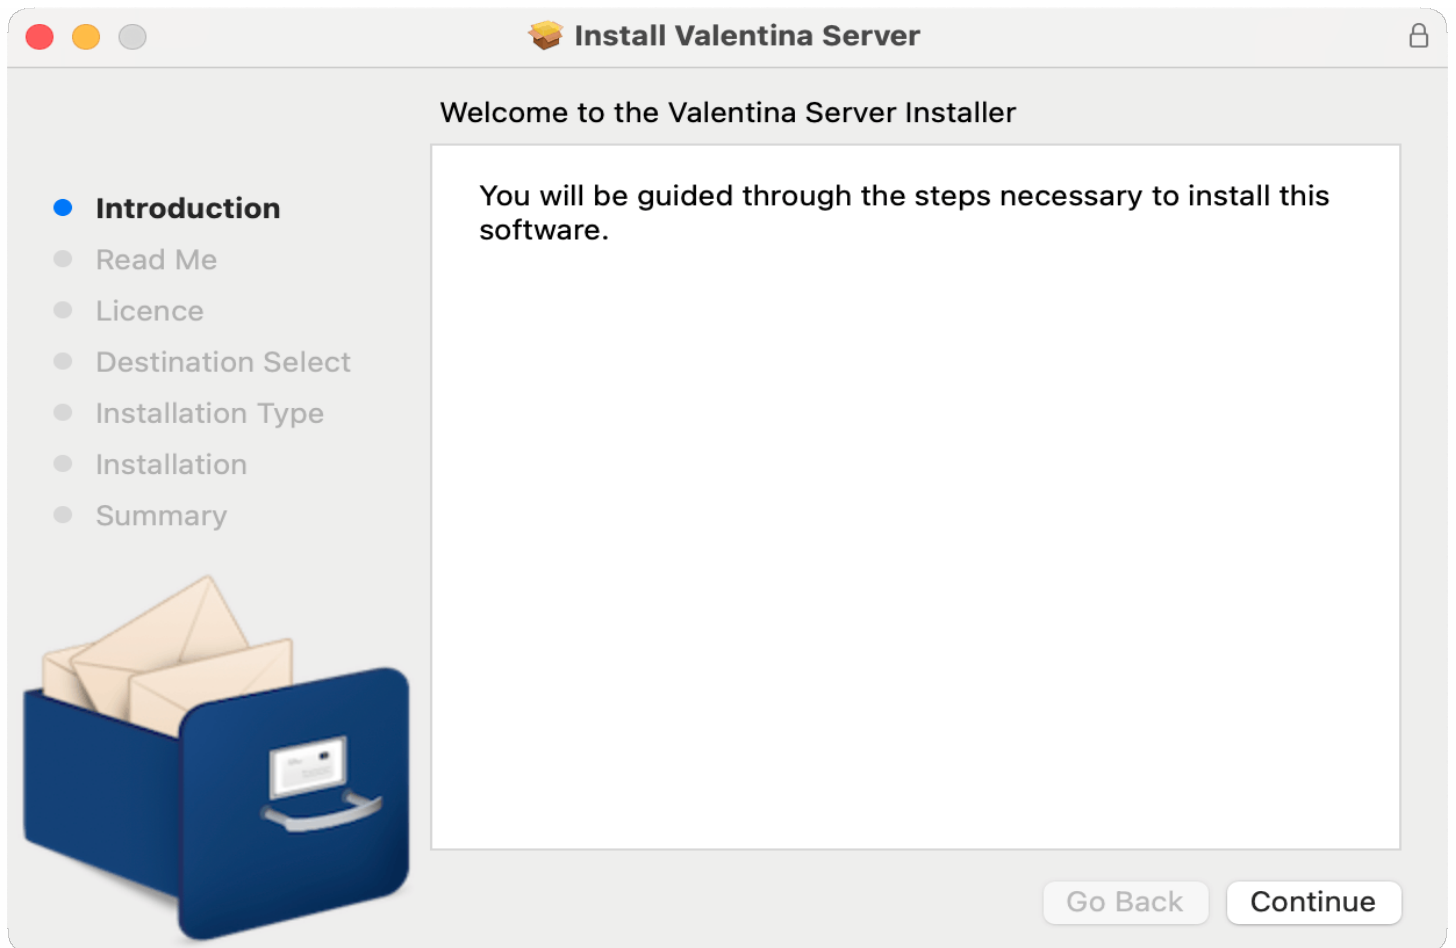 Install Valentina Server
Welcome to the Valentina Server Installer
Introduction
Read Me
Licence
Destination Select
Installation Type
Installation
Summary
You will be guided through the steps necessary to install this
software.
Go Back
Continue